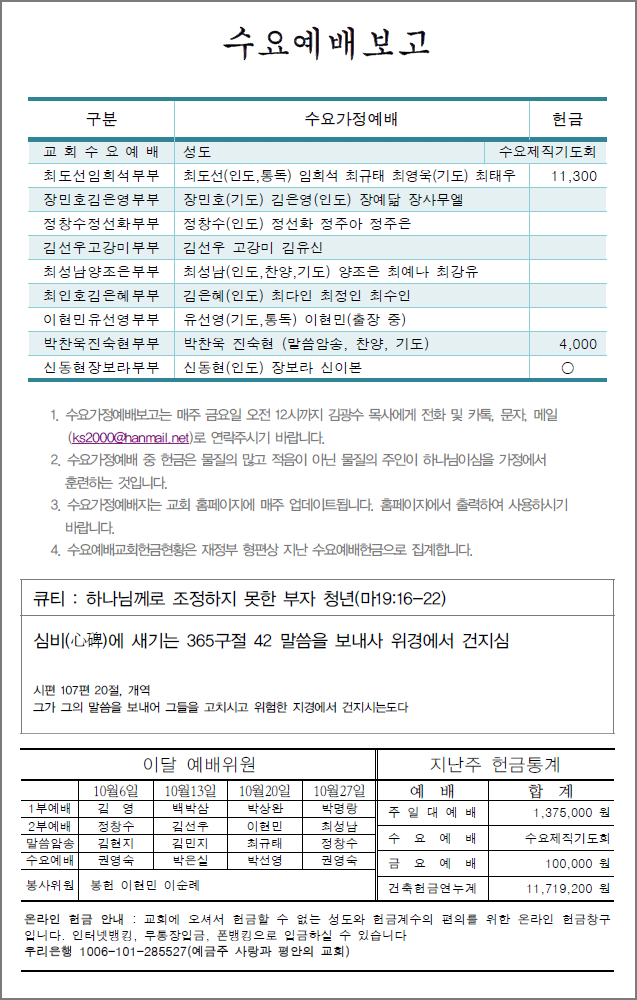 수요예배보고
구분 수요가정예배 헌금
교회수요예배 성도 수요제직기도회
최도선임희석부부 최도선(인도,통독) 임희석 최규태 최영옥(기도) 최태우 11,300
장민호김은영부부 장민호(기도) 김은영(인도) 장예닮 장사무엘
정창수정선화부부 정창수(인도) 정선화 정주아 정주은
김선우고강미부부 김선우 고강미 김유신
최성남양조은부부 최성남(인도,찬양,기도) 양조은 최예나 최강유
최인호김은혜부부 김은혜(인도) 최다인 최정인 최수인
이현민유선영부부 유선영(기도,통독) 이현민(출장 중)
박찬욱진숙현부부 박찬욱 진숙현 (말씀암송, 찬양, 기도) 4,000
신동현장보라부부 신동현(인도) 장보라 신이본 ○
1. 수요가정예배보고는 매주 금요일 오전 12시까지 김광수 목사에게 전화 및 카톡, 문자, 메일
(ks2000@hanmail.net)로 연락주시기 바랍니다.
2. 수요가정예배 중 헌금은 물질의 많고 적음이 아닌 물질의 주인이 하나님이심을 가정에서
훈련하는 것입니다.
3. 수요가정예배지는 교회 홈페이지에 매주 업데이트됩니다. 홈페이지에서 출력하여 사용하시기
바랍니다.
4. 수요예배교회헌금현황은 재정부 형편상 지난 수요예배헌금으로 집계합니다.
큐티 : 하나님께로 조정하지 못한 부자 청년(마19:16-22)
심비(心碑)에 새기는 365구절 42 말씀을 보내사 위경에서 건지심
시편 107편 20절, 개역
그가 그의 말씀을 보내어 그들을 고치시고 위험한 지경에서 건지시는도다
이달 예배위원 지난주 헌금통계
10월6일 10월13일 10월20일 10월27일 예 배 합 계
1부예배 김 영 백박삼 박상완 박명랑 주일대예배 1,375,000 원
2부예배 정창수 김선우 이현민 최성남
말씀암송 김현지 김민지 최규태 정창수 수요예배 수요제직기도회
수요예배 권영숙 박은실 박선영 권영숙 금요예배 100,000 원
봉사위원 봉헌 이현민 이순례 건축헌금연누계 11,719,200 원
온라인 헌금 안내 : 교회에 오셔서 헌금할 수 없는 성도와 헌금계수의 편의를 위한 온라인 헌금창구
입니다. 인터넷뱅킹, 무통장입금, 폰뱅킹으로 입금하실 수 있습니다
우리은행 1006-101-285527(예금주 사랑과 평안의 교회)